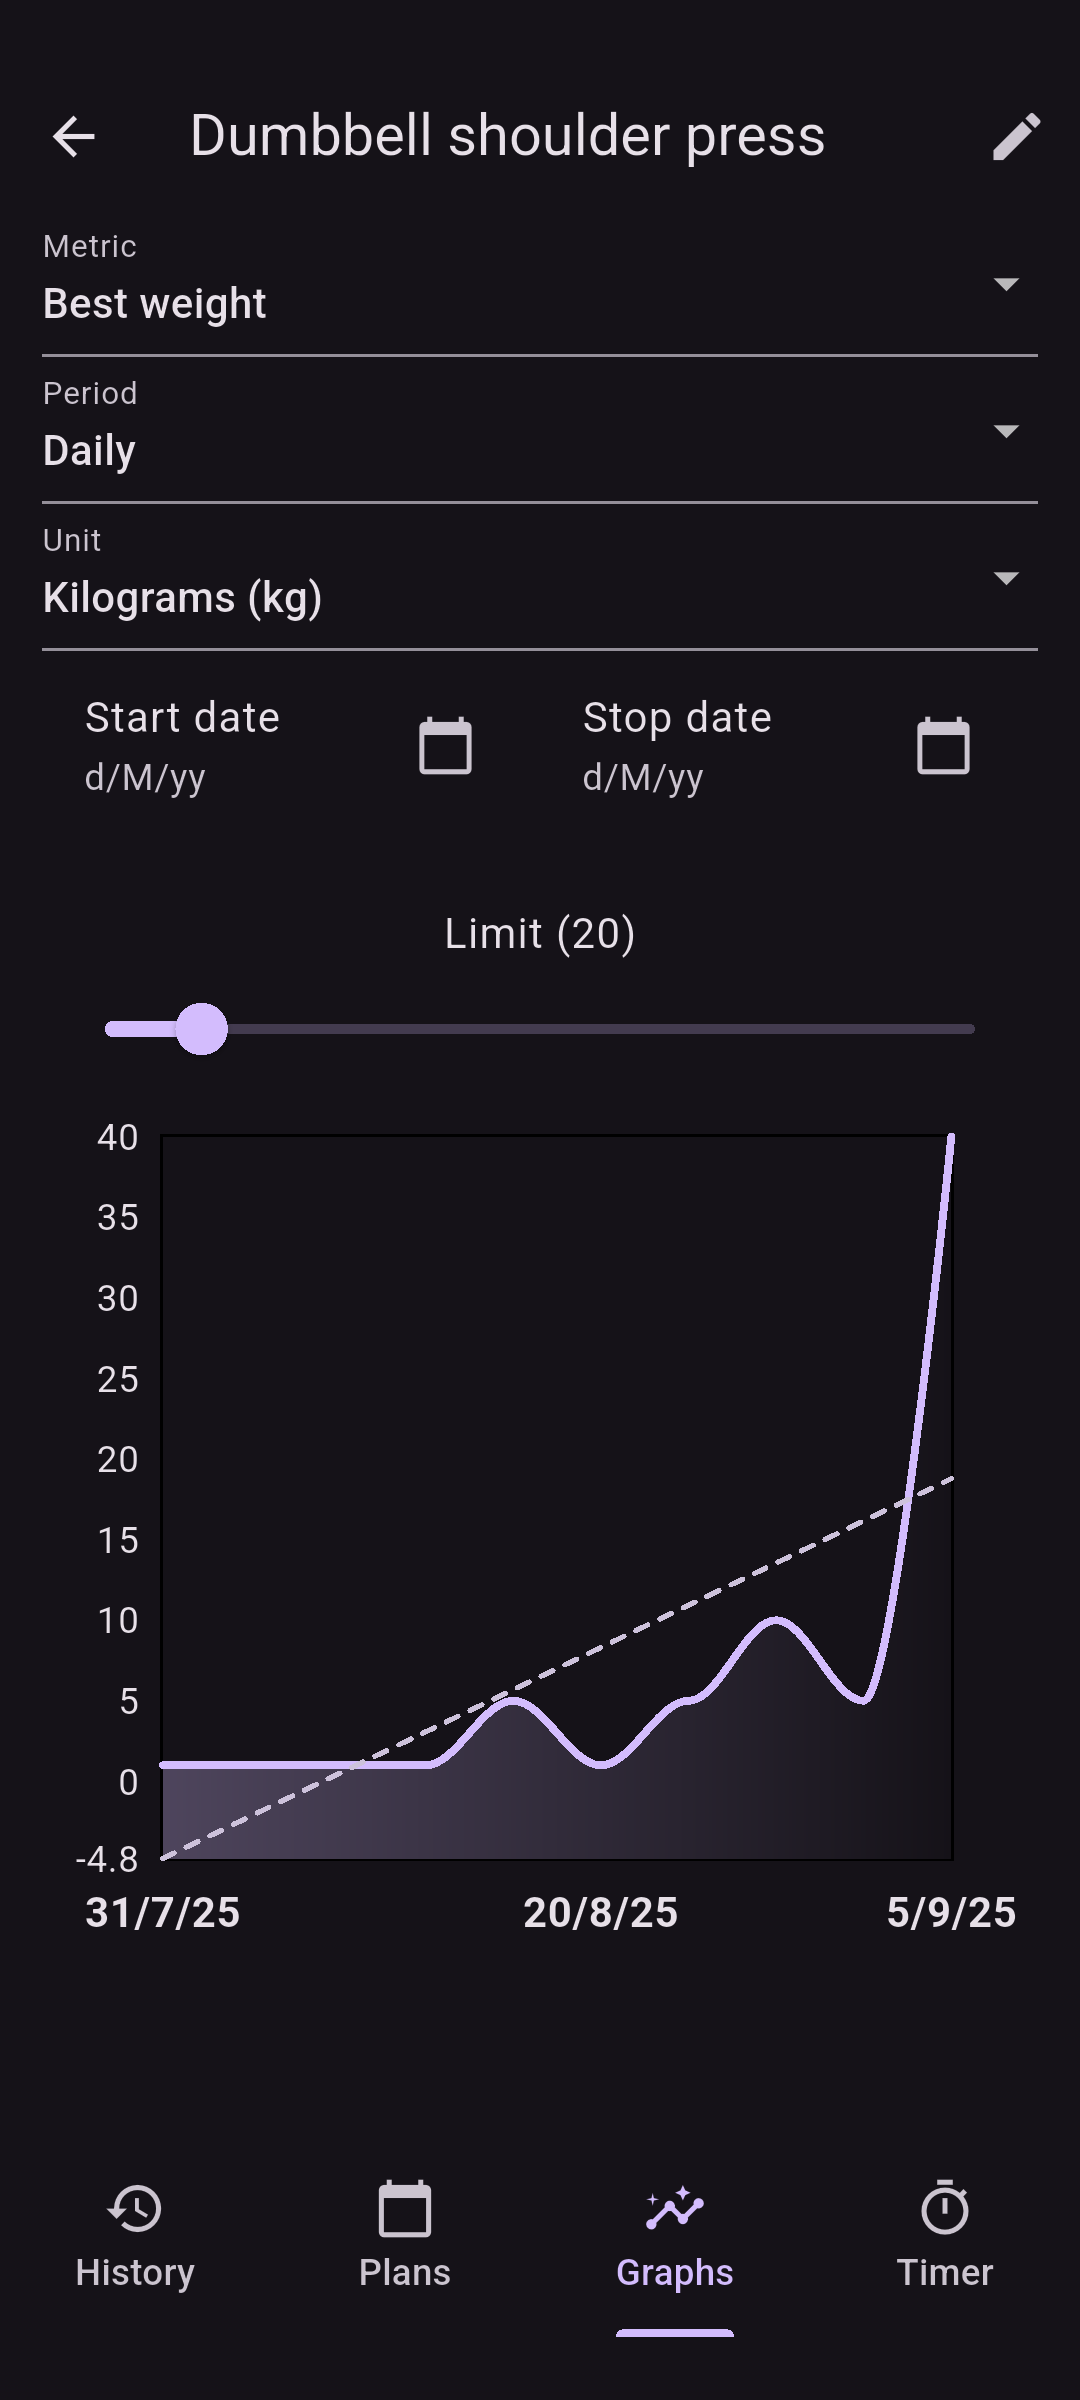 Dumbbell shoulder press
Metric
Best weight
Period
Daily
Unit
Kilograms (kg)
Start date
d/M/yy
Stop date
d/M/yy
Limit (20)
40
35
30
25
20
15
10
5
0
-4.8
31/7/25 20/8/25 5/9/25
History Plans Graphs Timer